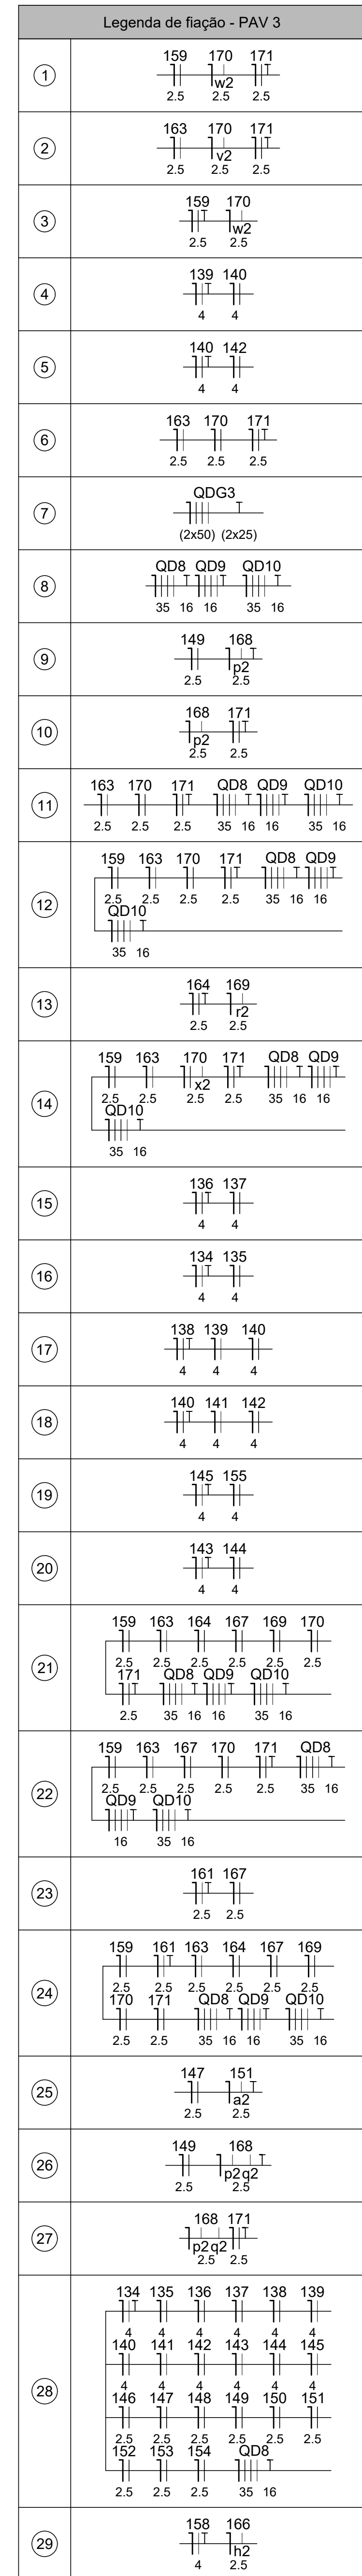 Legenda de fiação - PAV 3
1
159 170 171
w2
2.5 2.5 2.5
2
163 170 171
v2
2.5 2.5 2.5
3
159 170
w2
2.5 2.5
4
139 140
4 4
5
140 142
4 4
6
163 170 171
2.5 2.5 2.5
7
QDG3
(2x50) (2x25)
8
QD8 QD9 QD10
35 16 16 35 16
9
149 168
p2
2.5 2.5
10
168 171
p2
2.5 2.5
11
163 170 171 QD8 QD9 QD10
2.5 2.5 2.5 35 16 16 35 16
12
159 163 170 171 QD8 QD9
2.5 2.5 2.5 2.5 35 16 16
QD10
35 16
13
164 169
r2
2.5 2.5
14
159 163 170 171 QD8 QD9
x2
2.5 2.5 2.5 2.5 35 16 16
QD10
35 16
15
136 137
4 4
16
134 135
4 4
17
138 139 140
4 4 4
18
140 141 142
4 4 4
19
145 155
4 4
20
143 144
4 4
21
159 163 164 167 169 170
2.5 2.5 2.5 2.5 2.5 2.5
171 QD8 QD9 QD10
2.5 35 16 16 35 16
22
159 163 167 170 171 QD8
2.5 2.5 2.5 2.5 2.5 35 16
QD9 QD10
16 35 16
23
161 167
2.5 2.5
24
159 161 163 164 167 169
2.5 2.5 2.5 2.5 2.5 2.5
170 171 QD8 QD9 QD10
2.5 2.5 35 16 16 35 16
25
147 151
a2
2.5 2.5
26
149 168
p2q2
2.5 2.5
27
168 171
p2q2
2.5 2.5
28
134 135 136 137 138 139
4 4 4 4 4 4
140 141 142 143 144 145
4 4 4 4 4 4
146 147 148 149 150 151
2.5 2.5 2.5 2.5 2.5 2.5
152 153 154 QD8
2.5 2.5 2.5 35 16
29
158 166
h2
4 2.5